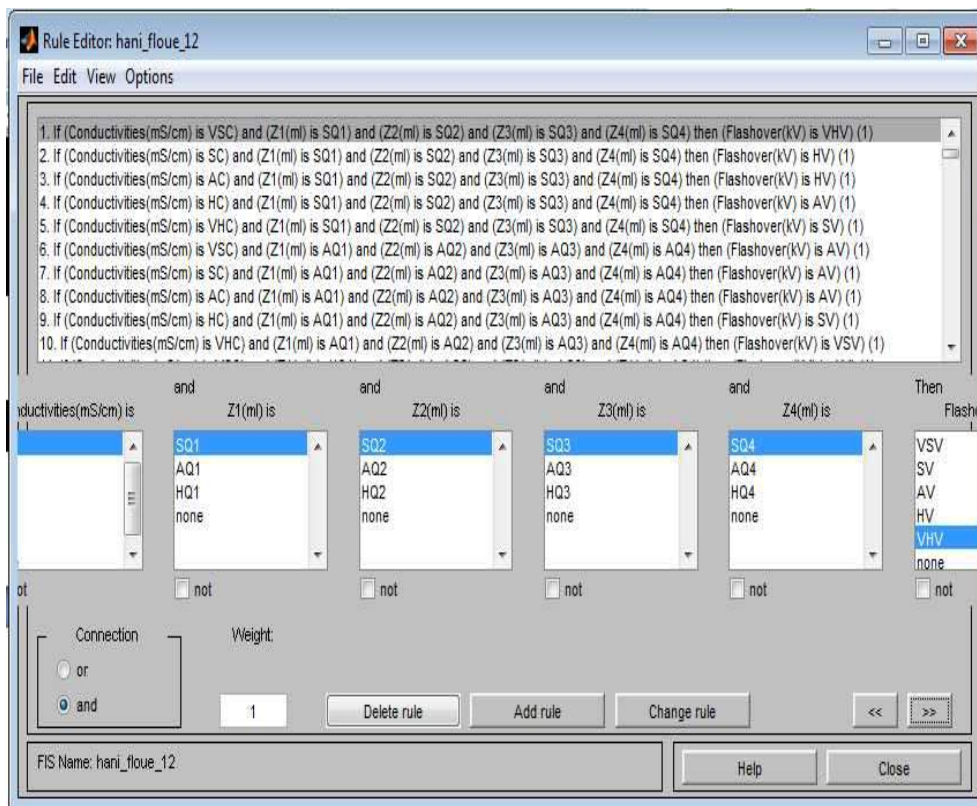 Rule Editor: hani_floue_12
File Edit View Options
1. If (Conductivities(mS/cm) is VSC) and (Z1(ml) is SQ1) and (Z2(ml) is SQ2) and (Z3(ml) is SQ3) and (Z4(ml) is SQ4) then (Flashover(kV) is VHV) (1)
2. If (Conductivities(mS/cm) is SC) and (Z1(ml) is SQ1) and (Z2(ml) is SQ2) and (Z3(ml) is SQ3) and (Z4(ml) is SQ4) then (Flashover(kV) is HV) (1)
3. If (Conductivities(mS/cm) is AC) and (Z1(ml) is SQ1) and (Z2(ml) is SQ2) and (Z3(ml) is SQ3) and (Z4(ml) is SQ4) then (Flashover(kV) is HV) (1)
4. If (Conductivities(mS/cm) is HC) and (Z1(ml) is SQ1) and (Z2(ml) is SQ2) and (Z3(ml) is SQ3) and (Z4(ml) is SQ4) then (Flashover(kV) is AV) (1)
5. If (Conductivities(mS/cm) is VHC) and (Z1(ml) is SQ1) and (Z2(ml) is SQ2) and (Z3(ml) is SQ3) and (Z4(ml) is SQ4) then (Flashover(kV) is SV) (1)
6. If (Conductivities(mS/cm) is VSC) and (Z1(ml) is AQ1) and (Z2(ml) is AQ2) and (Z3(ml) is AQ3) and (Z4(ml) is AQ4) then (Flashover(kV) is AV) (1)
7. If (Conductivities(mS/cm) is SC) and (Z1(ml) is AQ1) and (Z2(ml) is AQ2) and (Z3(ml) is AQ3) and (Z4(ml) is AQ4) then (Flashover(kV) is AV) (1)
8. If (Conductivities(mS/cm) is AC) and (Z1(ml) is AQ1) and (Z2(ml) is AQ2) and (Z3(ml) is AQ3) and (Z4(ml) is AQ4) then (Flashover(kV) is AV) (1)
9. If (Conductivities(mS/cm) is HC) and (Z1(ml) is AQ1) and (Z2(ml) is AQ2) and (Z3(ml) is AQ3) and (Z4(ml) is AQ4) then (Flashover(kV) is SV) (1)
10. If (Conductivities(mS/cm) is VHC) and (Z1(ml) is AQ1) and (Z2(ml) is AQ2) and (Z3(ml) is AQ3) and (Z4(ml) is AQ4) then (Flashover(kV) is VSV) (1)
and and and and Then
nductivities(mS/cm) is Z1(ml) is Z2(ml) is Z3(ml) is Z4(ml) is Flash
SQ1 SQ2 SQ3 SQ4 VSV
AQ1 AQ2 AQ3 AQ4 SV
HQ1 HQ2 HQ3 HQ4 AV
none none none none HV
VHV
none
ot not not not not not
Connection Weight:
or
and 1 Delete rule Add rule Change rule << >>
FIS Name: hani_floue_12 Help Close